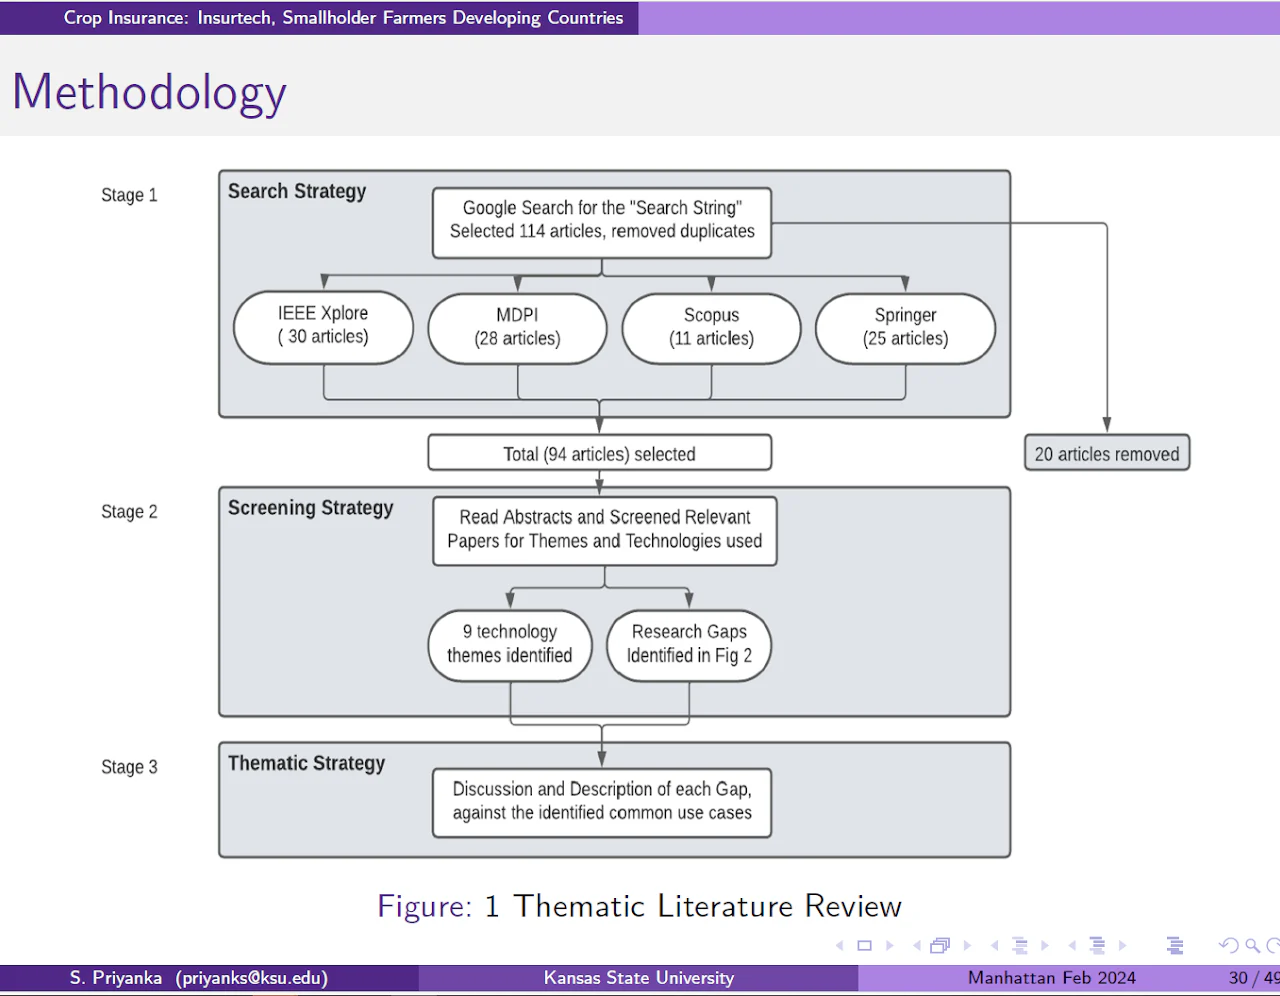 Crop Insurance: Insurtech, Smallholder Farmers Developing Countries
Methodology
Stage 1
Search Strategy
Google Search for the "Search String"
Selected 114 articles, removed duplicates
IEEE Xplore
( 30 articles)
MDPI
(28 articles)
Scopus
(11 articles)
Springer
(25 articles)
Total (94 articles) selected
20 articles removed
Stage 2
Screening Strategy
Read Abstracts and Screened Relevant
Papers for Themes and Technologies used
9 technology
themes identified
Research Gaps
Identified in Fig 2
Stage 3
Thematic Strategy
Discussion and Description of each Gap,
against the identified common use cases
Figure: 1 Thematic Literature Review
S. Priyanka (priyanks@ksu.edu)
Kansas State University
Manhattan Feb 2024
30 / 49